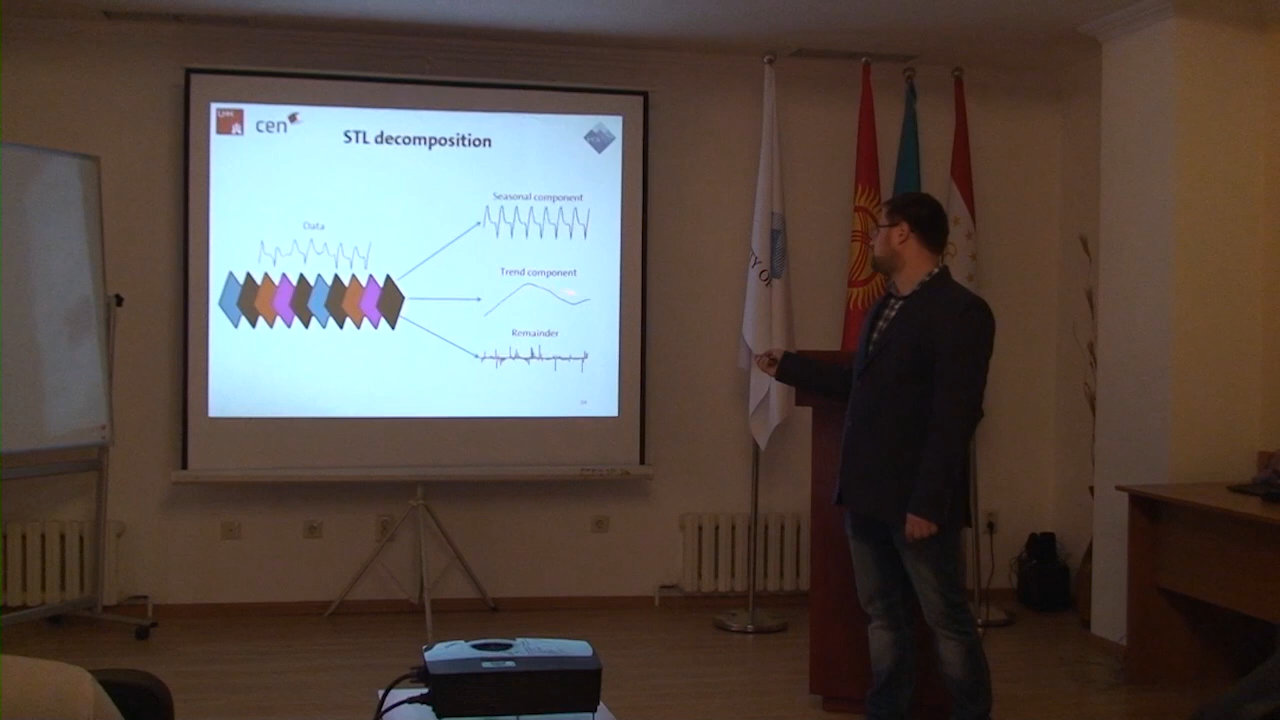 cen
STL decomposition
Seasonal component
Data
Trend component
Remainder